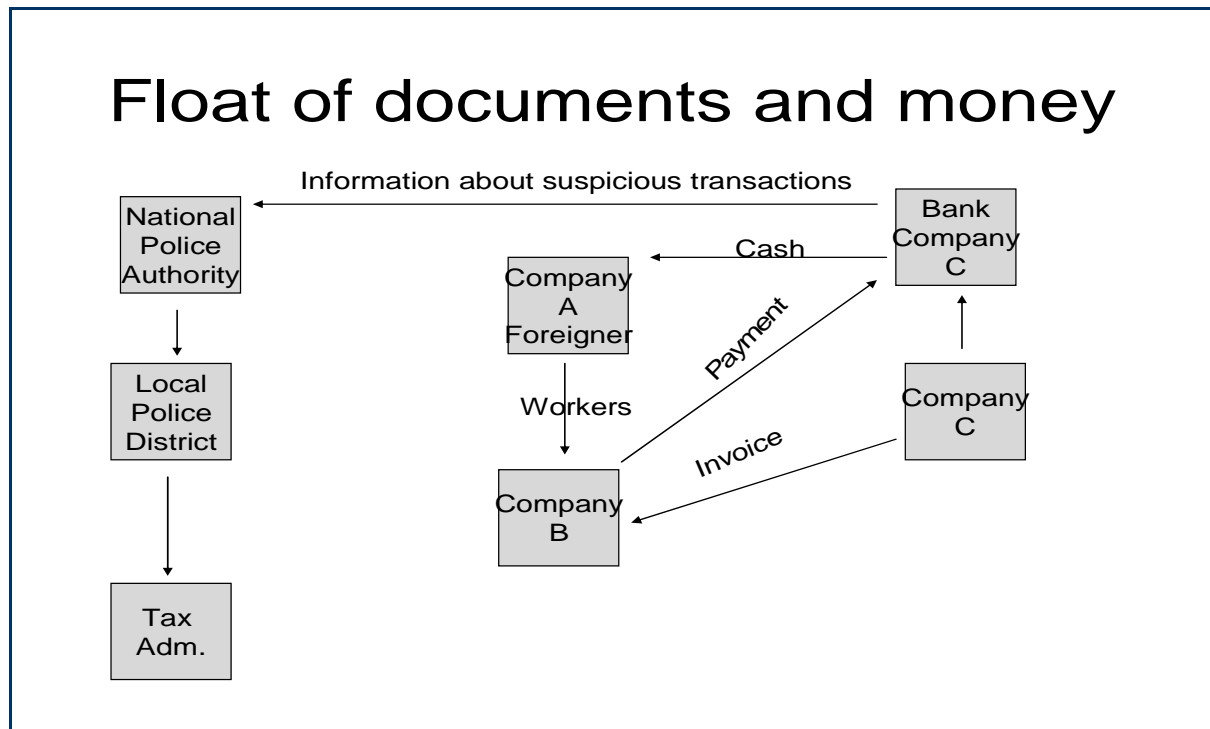 Float of documents and money
Information about suspicious transactions
National
Police
Authority
Bank
Company
C
Cash
Company
A
Foreigner
Payment
Local
Police
District
Workers
Company
C
Invoice
Company
B
Tax
Adm.